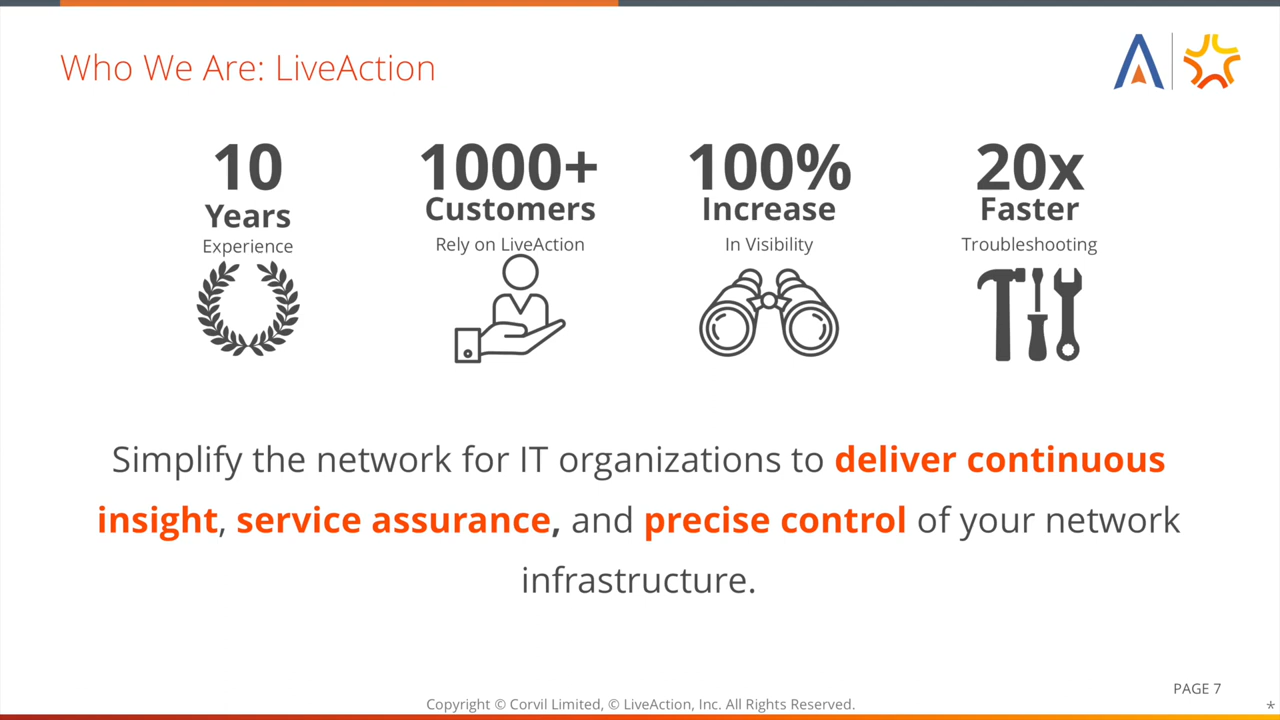 Who We Are: LiveAction
10
Years
Experience
1000+
Customers
Rely on LiveAction
100%
Increase
In Visibility
20x
Faster
Troubleshooting
Simplify the network for IT organizations to deliver continuous
insight, service assurance, and precise control of your network
infrastructure.
PAGE 7
Copyright © Corvil Limited, © LiveAction, Inc. All Rights Reserved.
*